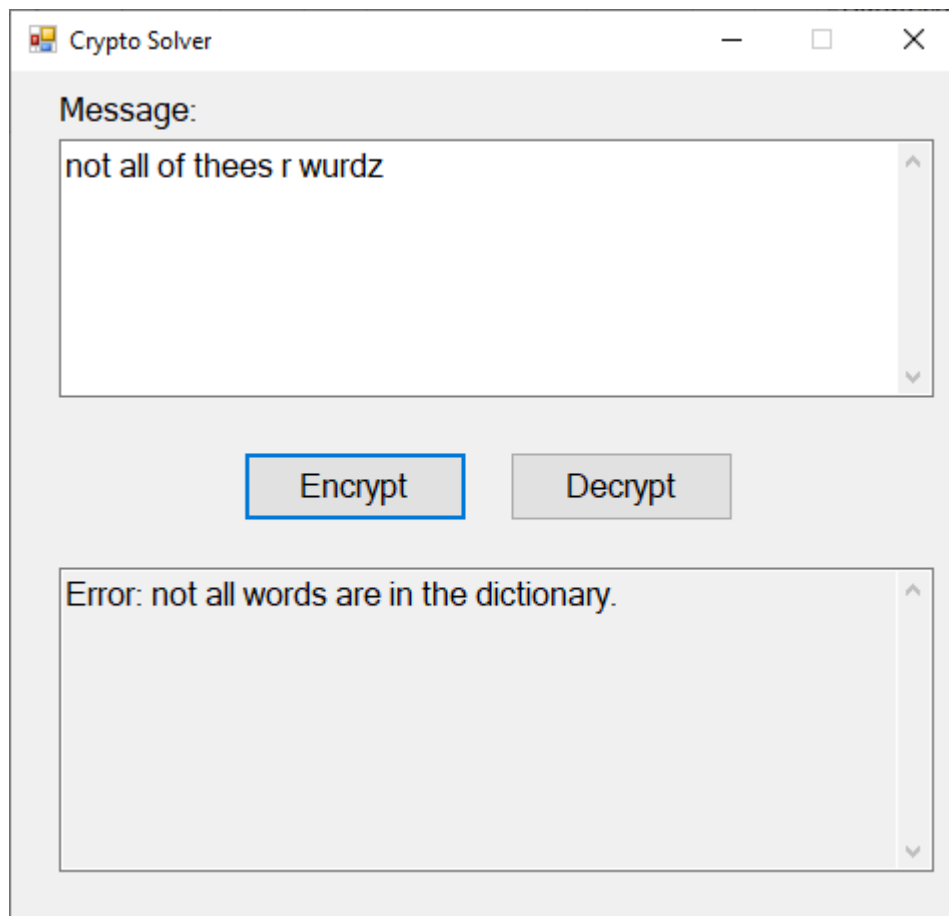 Crypto Solver
Message:
not all of thees r wurdz
Encrypt Decrypt
Error: not all words are in the dictionary.